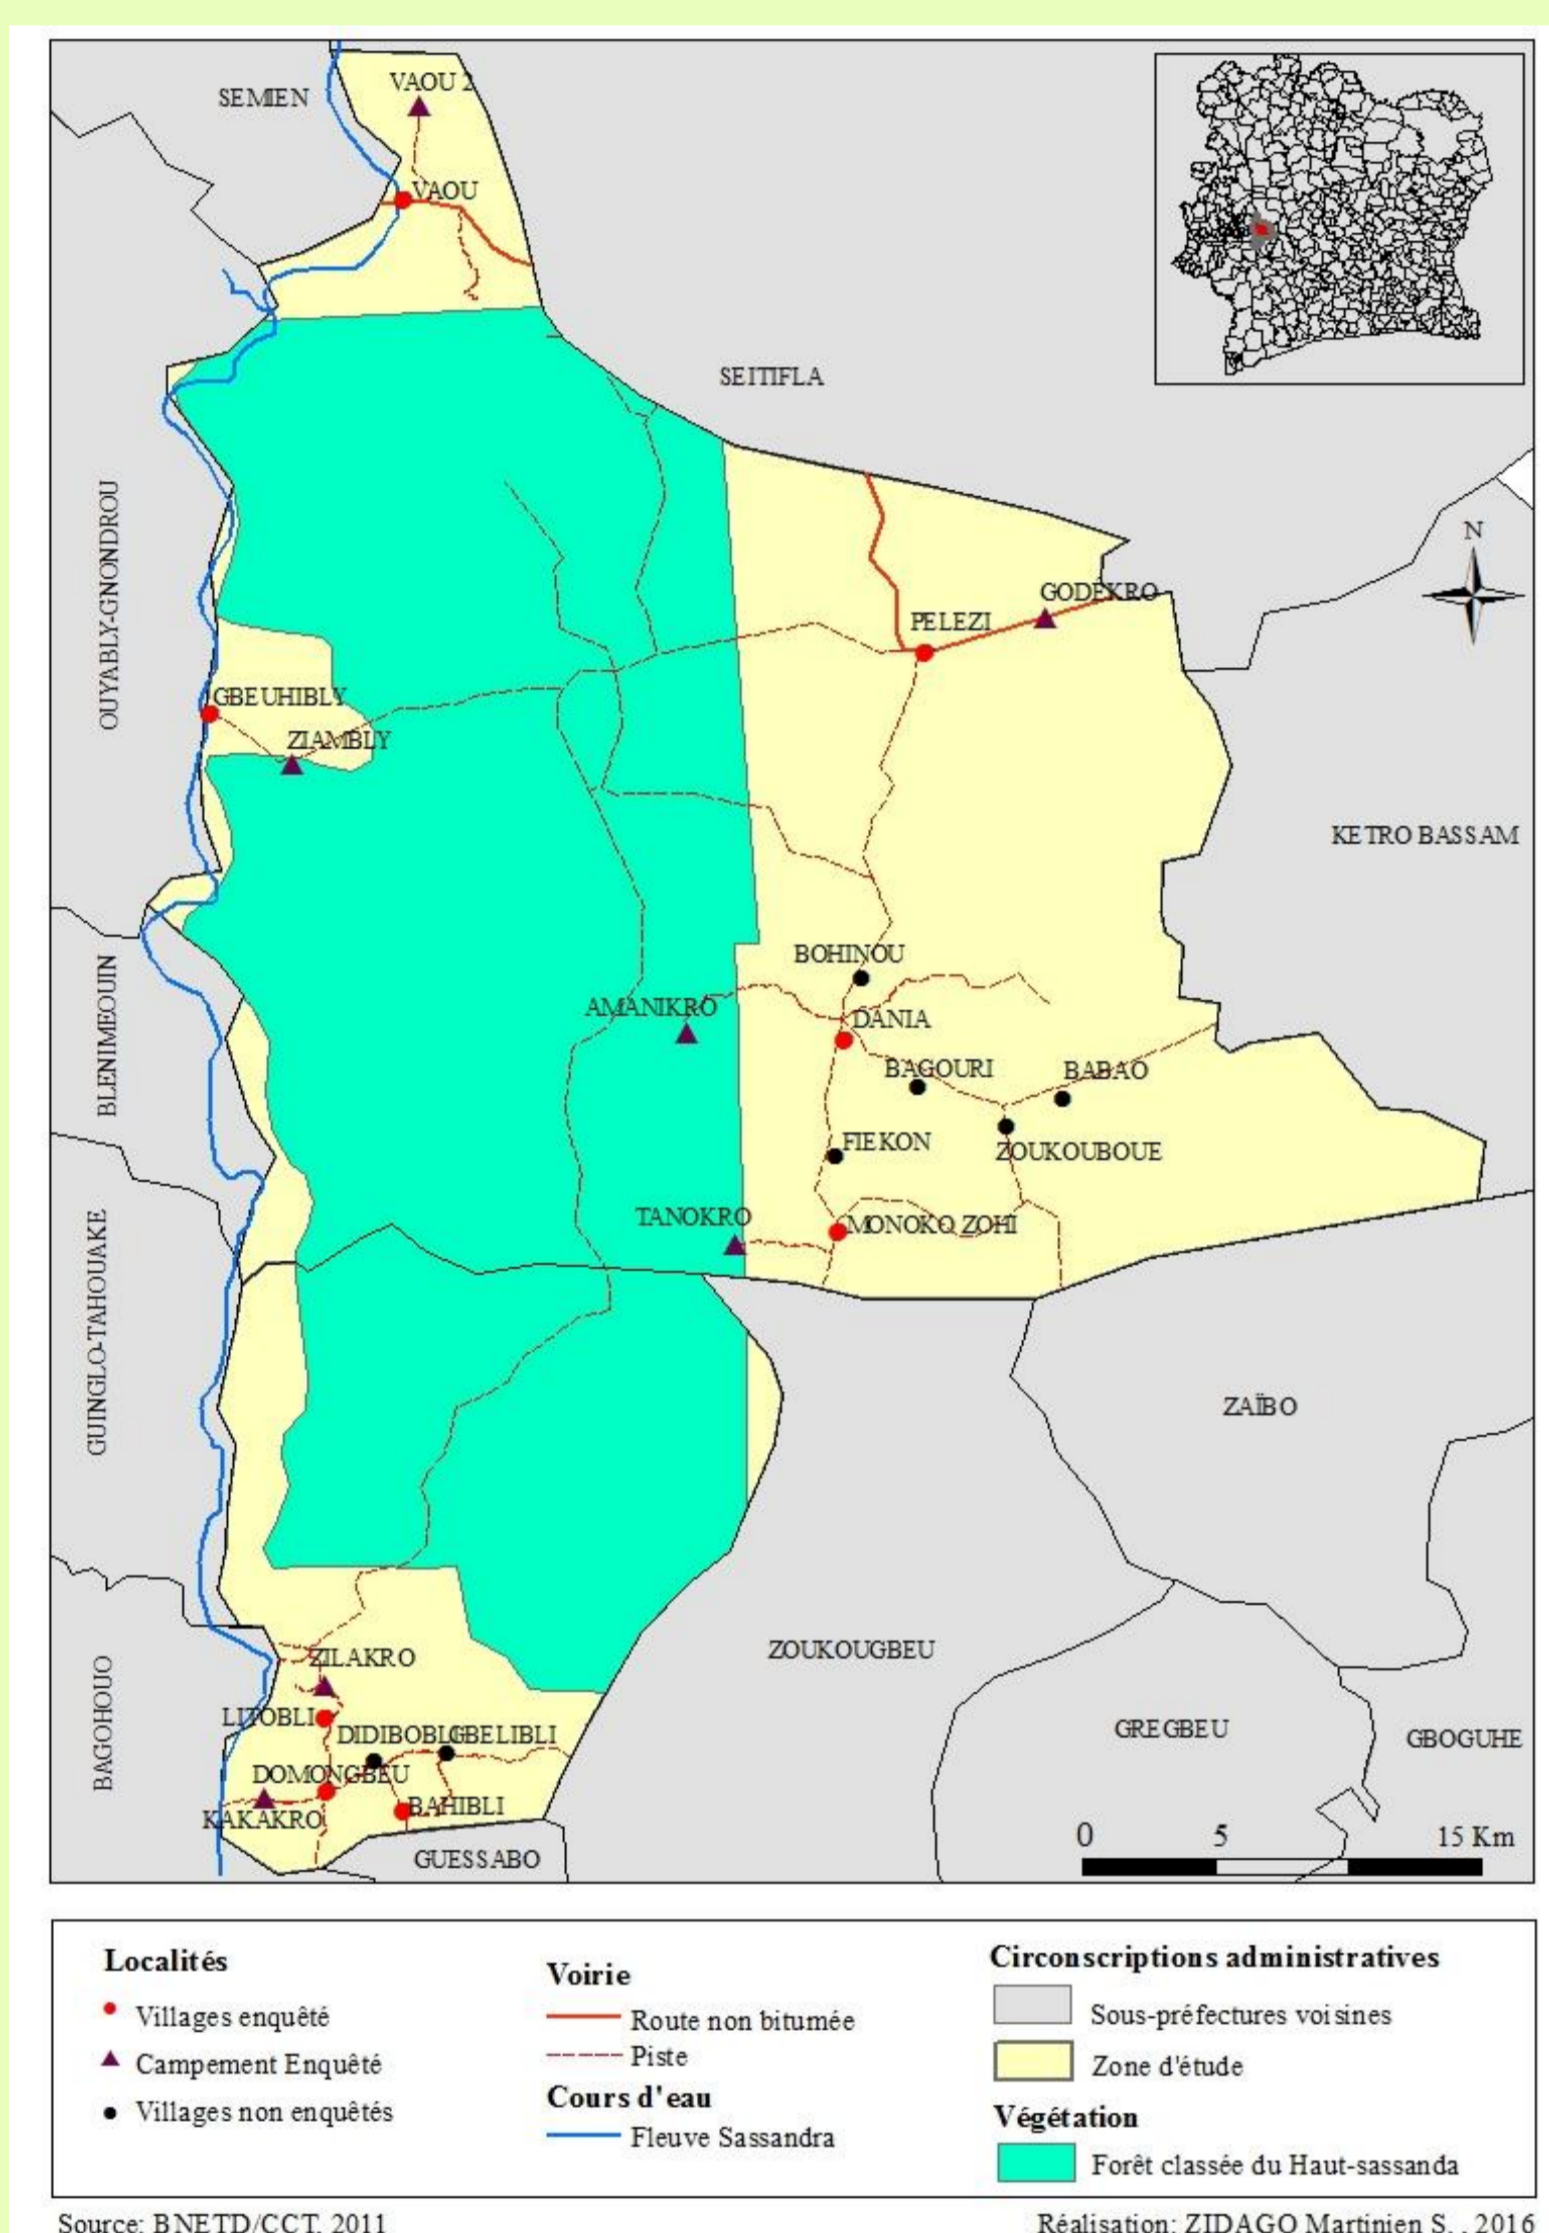 SEMIEN
VAOU 2
VAOU
SEITIFLA
OUYABLY-GNONDROU
N
GODEKRO
PELEZI
GBEUHIBLY
ZIAMBLY
KETRO BASSAM
BOHINOU
AMANIKRO
DANIA
BLENIMEOUIN
BAGOURI
BABAO
FIEKON
ZOUKOUBOUE
TANOKRO
MONOKO ZOHI
GUINGLO-TAHOUAKE
ZAÏBO
ZOUKOUGBEU
ZILAKRO
BAGOHOUO
LITOBLI
DIDIBOBLI
GBELIBLI
GREGBEU
GBOGUHE
DOMONGBEU
KAKAKRO
BAHIBLI
GUESSABO
0 5 15 Km
Localités
Villages enquêté
Campement Enquêté
Villages non enquêtés
Voirie
Route non bitumée
Piste
Cours d'eau
Fleuve Sassandra
Circonscriptions administratives
Sous-préfectures voisines
Zone d'étude
Végétation
Forêt classée du Haut-sassanda
Source: BNETD/CCT, 2011
Réalisation: ZIDAGO Martinien S. , 2016